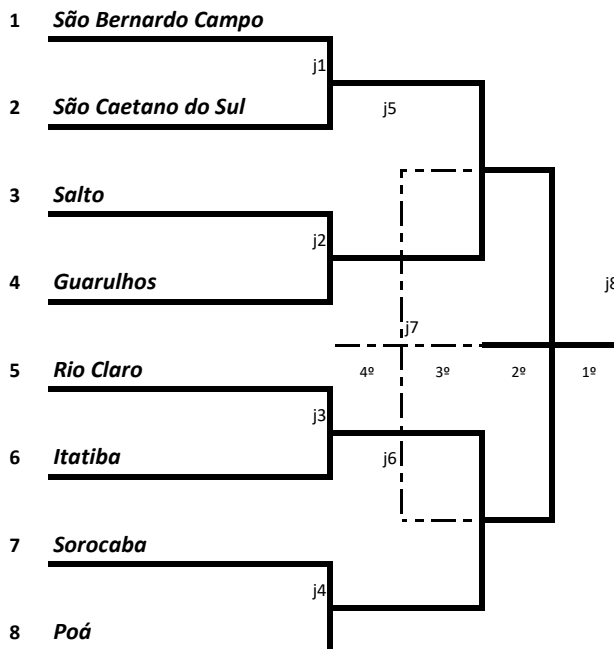 1 São Bernardo Campo
j1
2 São Caetano do Sul
j5
3 Salto
j2
4 Guarulhos
j8
j7
5 Rio Claro
4º 3º 2º 1º
j3
6 Itatiba
j6
7 Sorocaba
j4
8 Poá